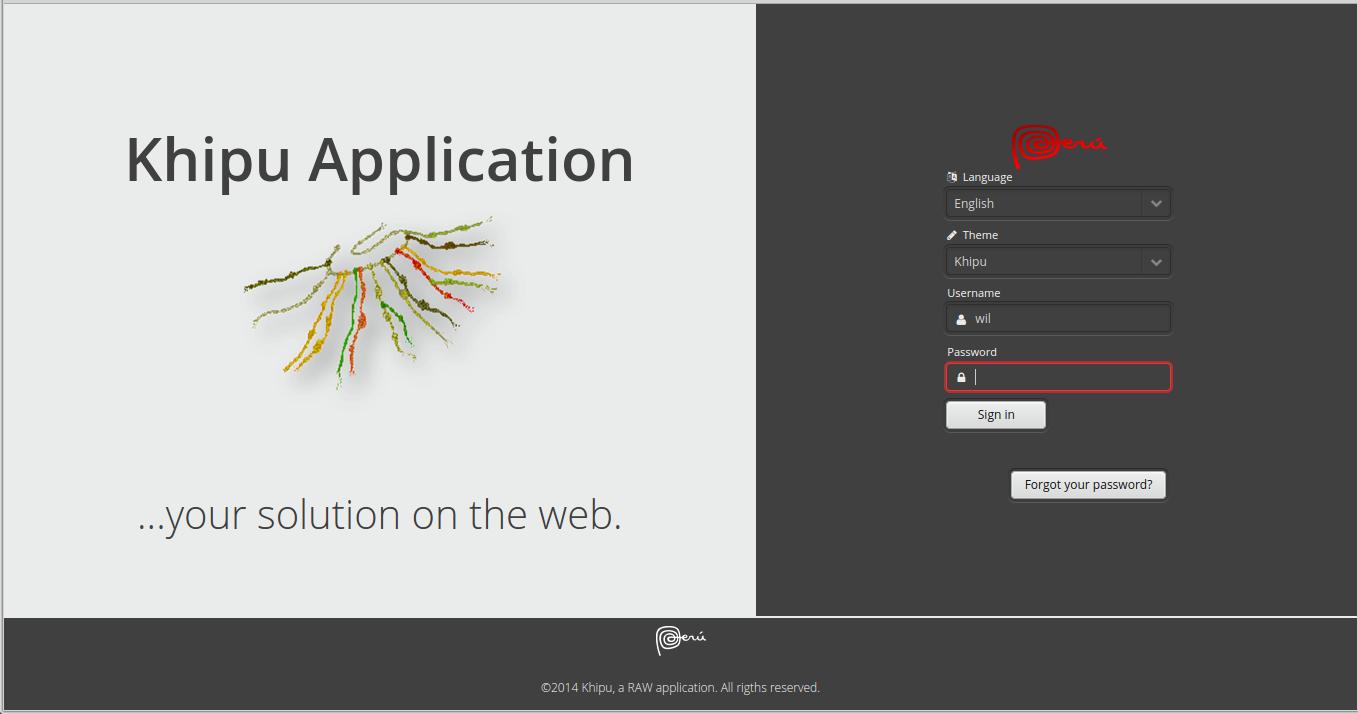 Khipu Application
...your solution on the web.
Perú
Language
English
Theme
Khipu
Username
wil
Password
Sign in
Forgot your password?
Perú
©2014 Khipu, a RAW application. All rigths reserved.